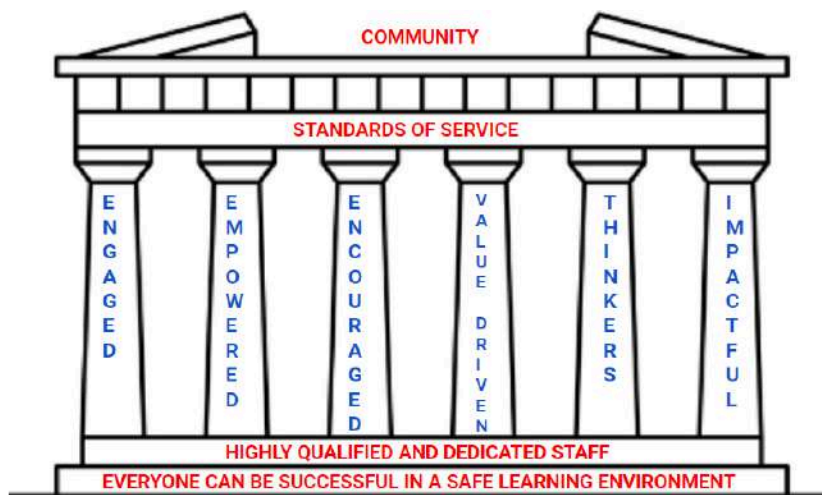 COMMUNITY
STANDARDS OF SERVICE
ENGAGED
EMPOWERED
ENCOURAGED
VALUE DRIVEN
THINKERS
IMPACTFUL
HIGHLY QUALIFIED AND DEDICATED STAFF
EVERYONE CAN BE SUCCESSFUL IN A SAFE LEARNING ENVIRONMENT